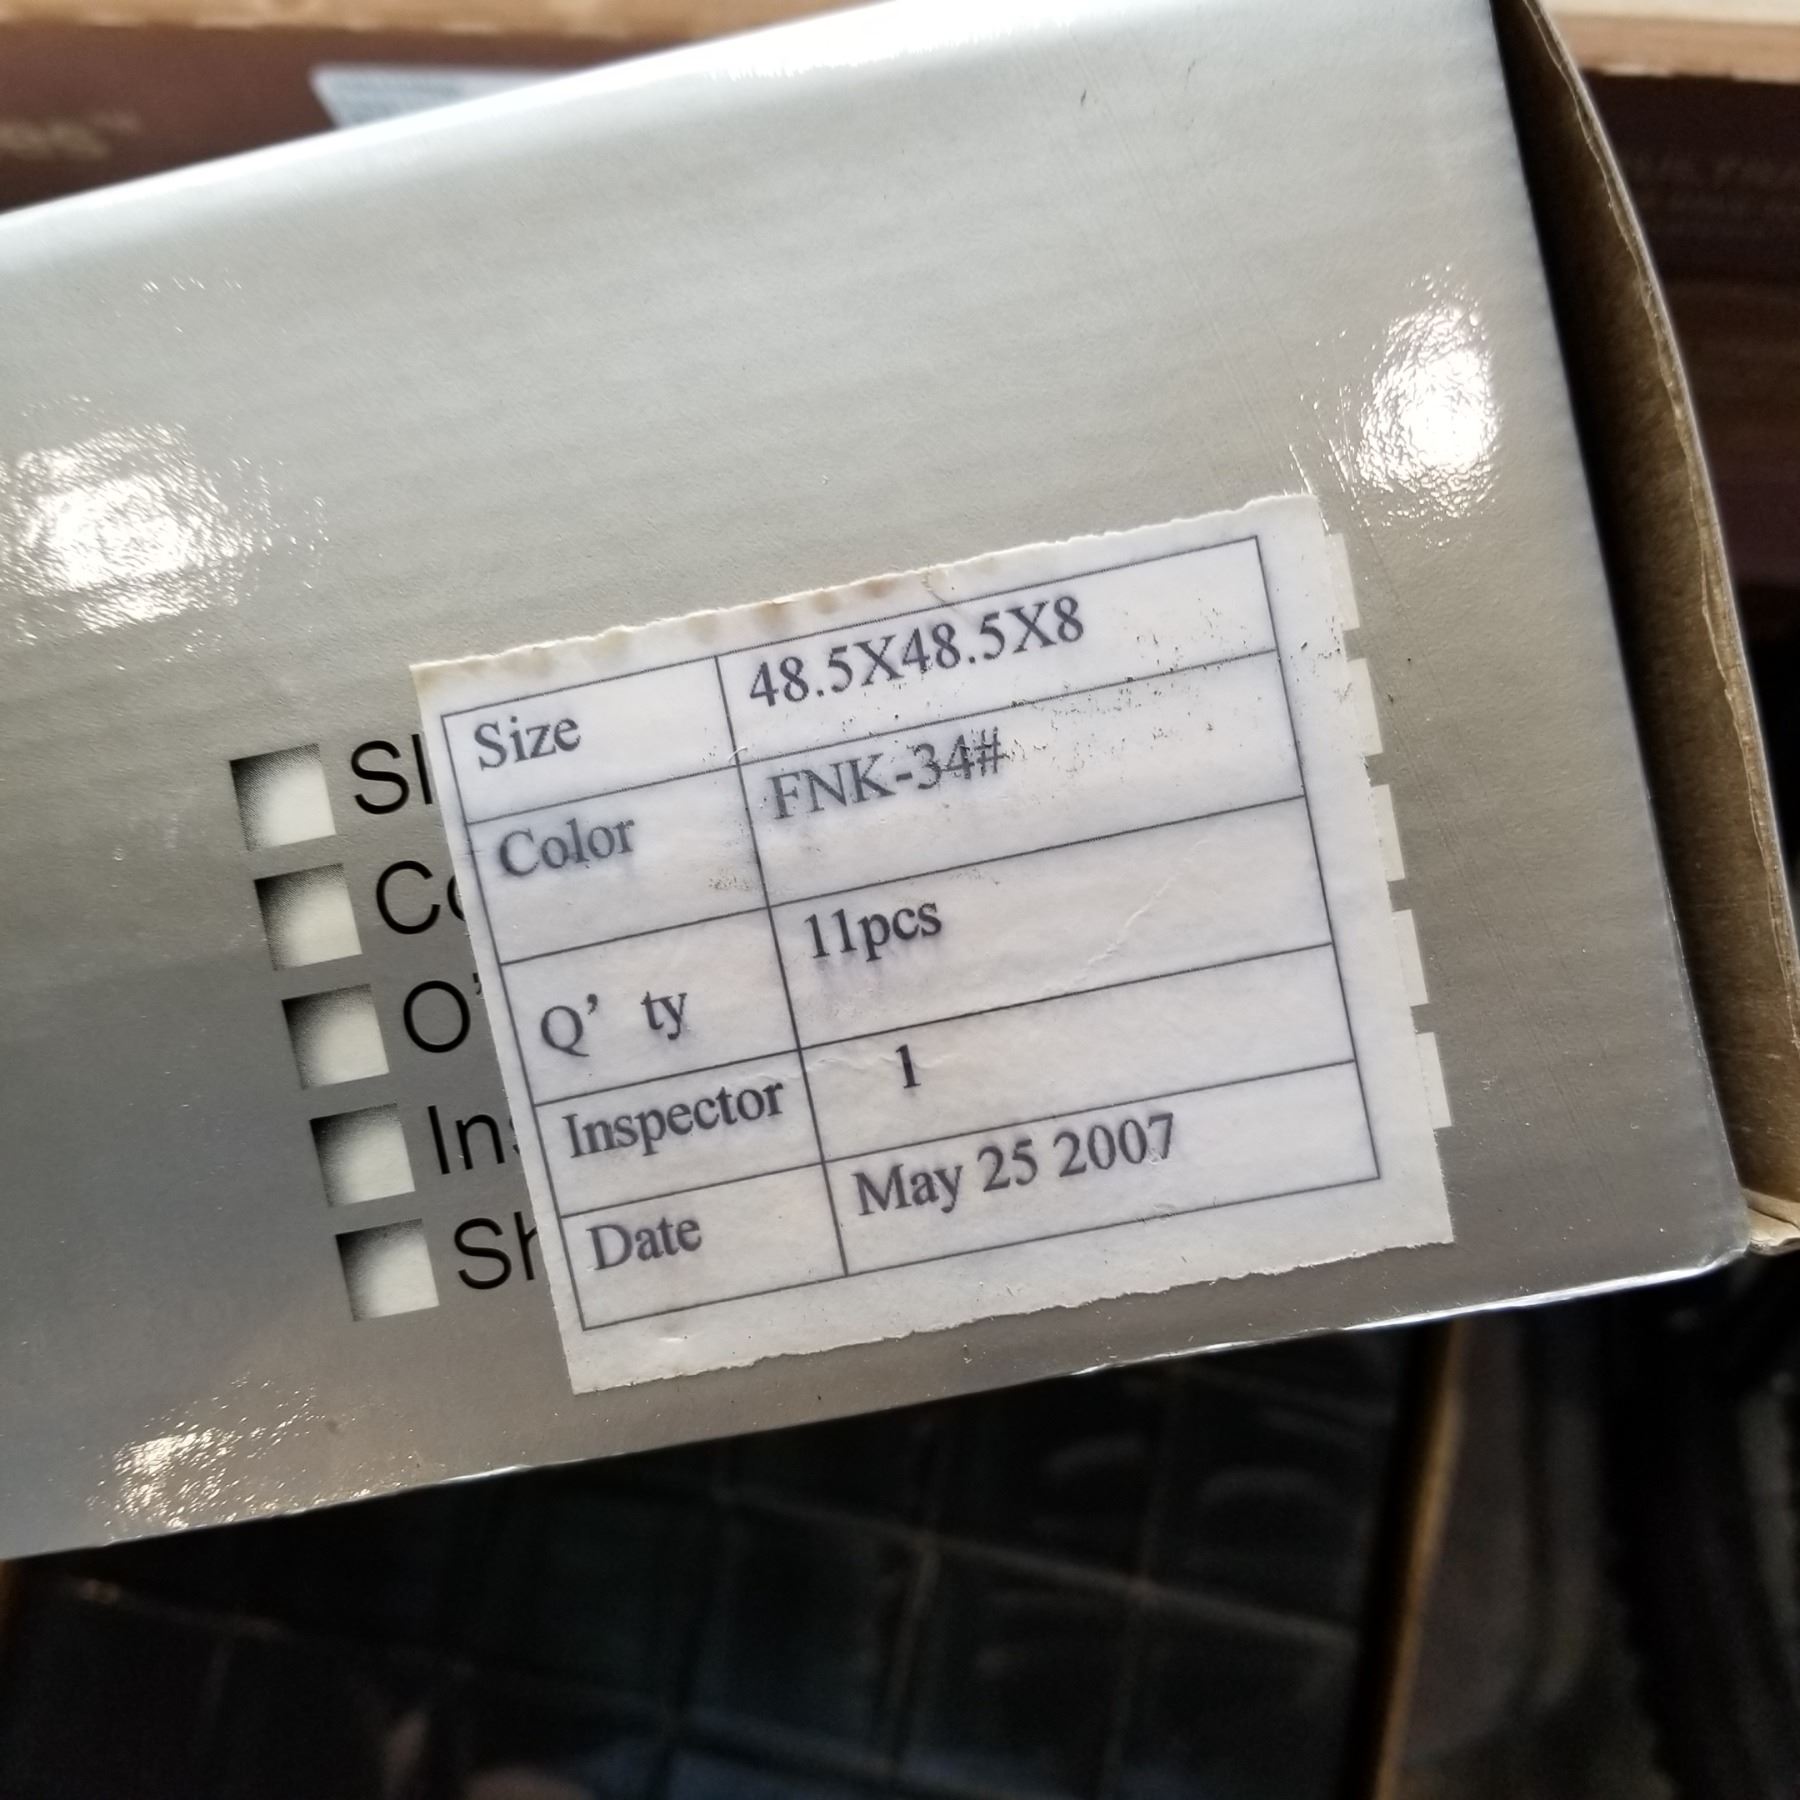 Size 48.5X48.5X8
Color FNK-34#
Q' ty 11pcs
Inspector 1
Date May 25 2007